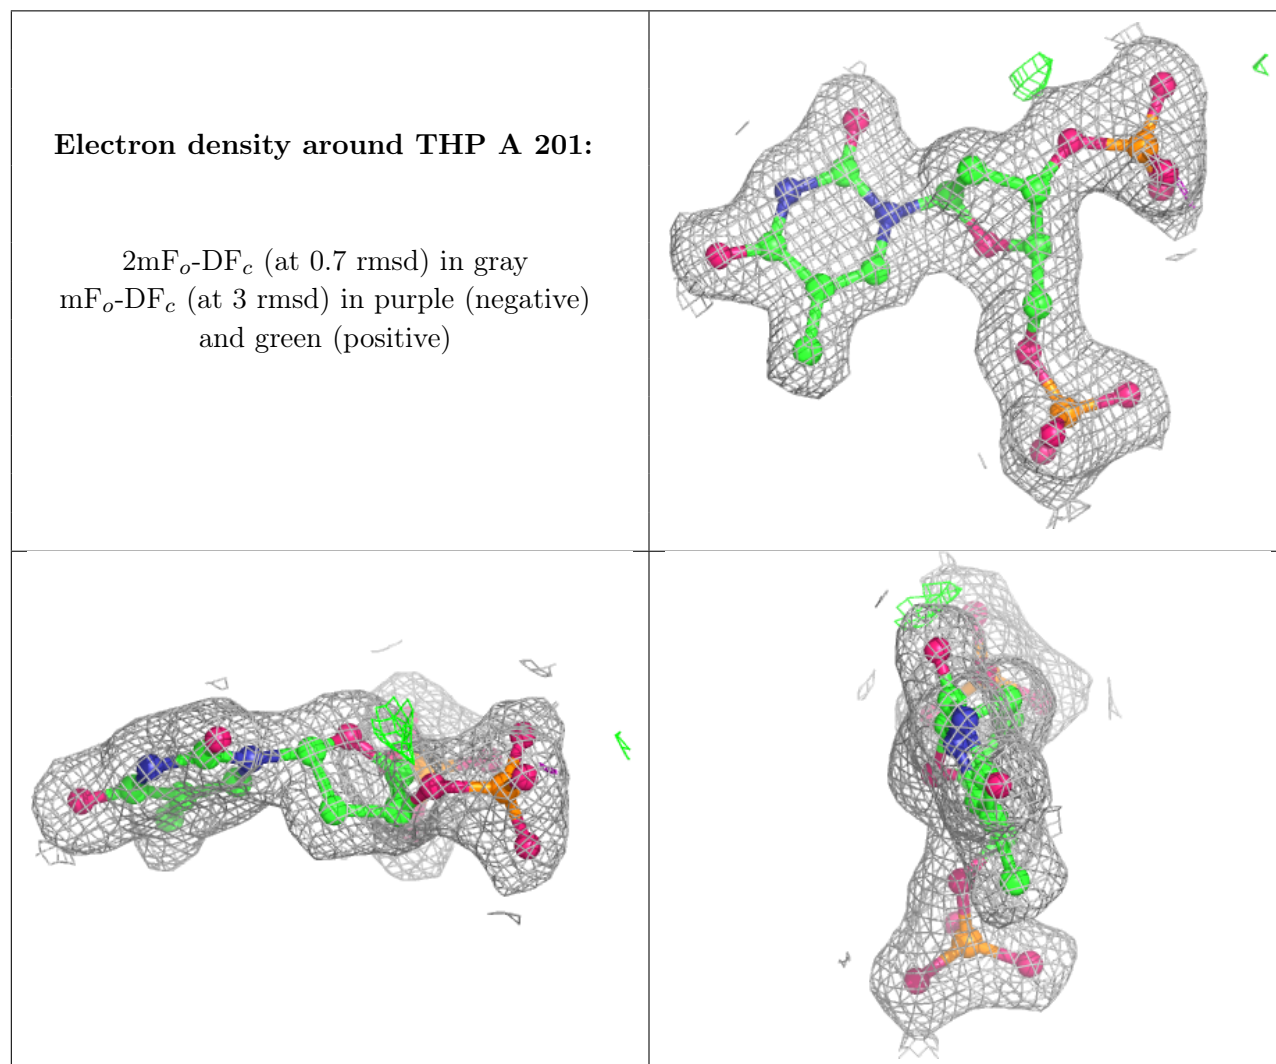 Electron density around THP A 201:
2mFo-DFc (at 0.7 rmsd) in gray
mFo-DFc (at 3 rmsd) in purple (negative)
and green (positive)